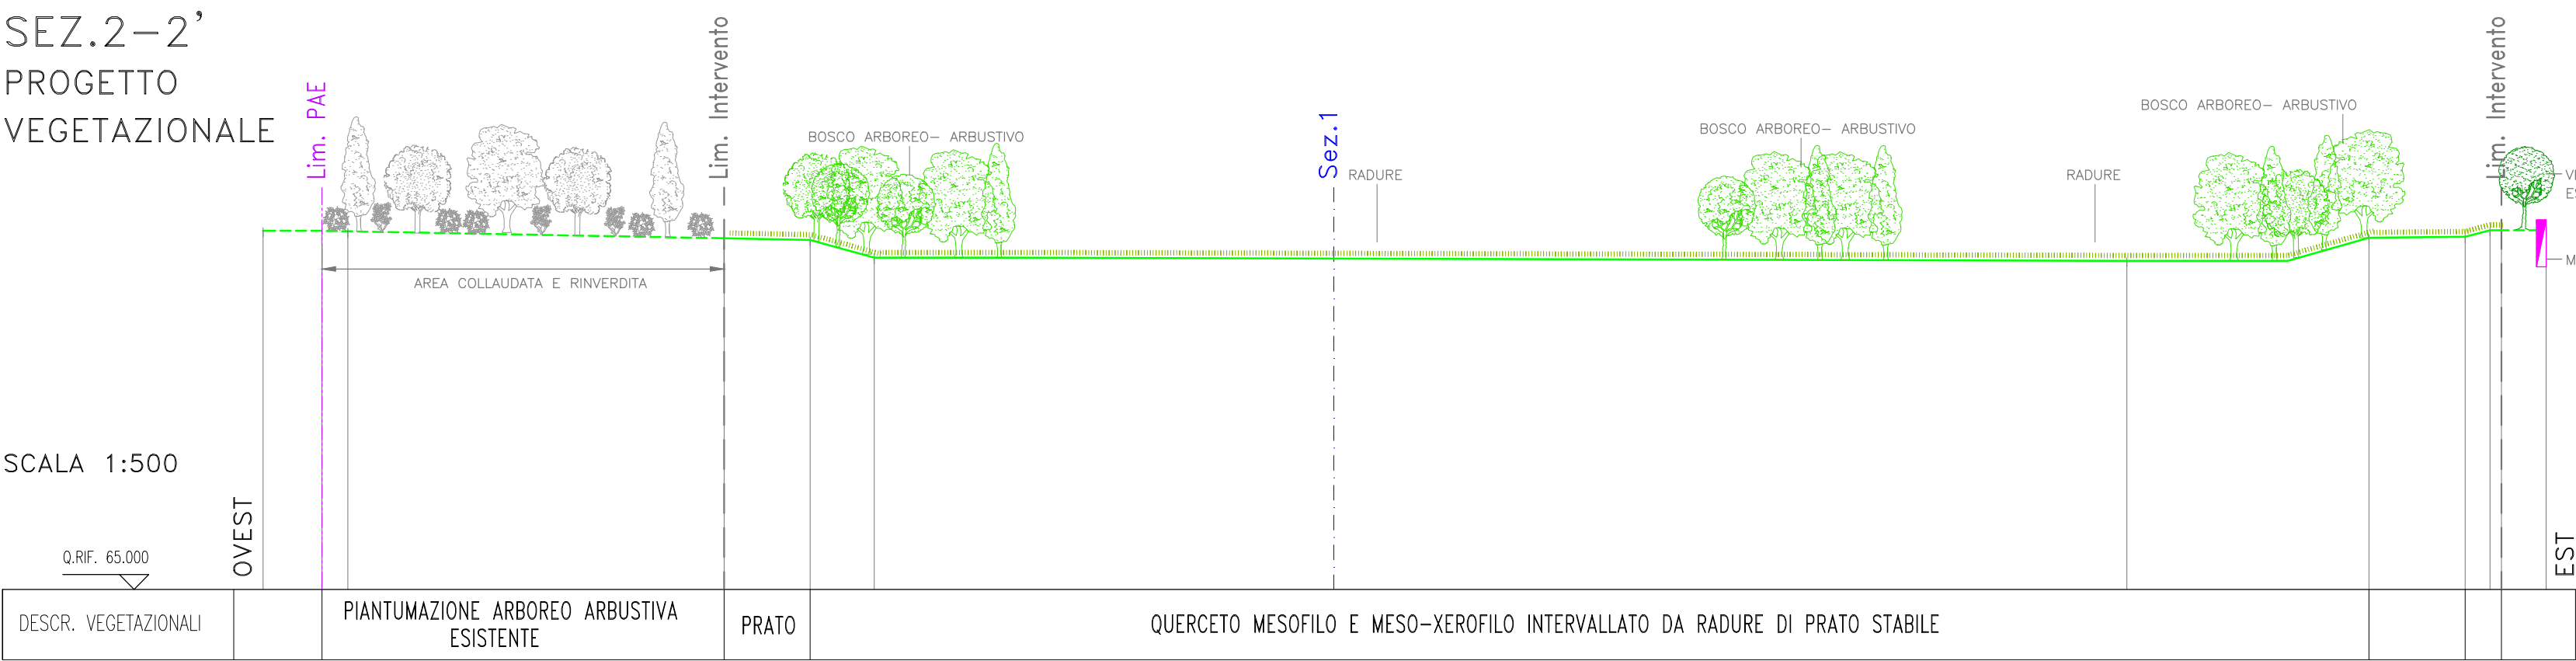 SEZ.2-2'
PROGETTO
VEGETAZIONALE
Lim. PAE
Lim. Intervento
BOSCO ARBOREO- ARBUSTIVO
Sez.1
RADURE
BOSCO ARBOREO- ARBUSTIVO
RADURE
BOSCO ARBOREO- ARBUSTIVO
Lim. Intervento
AREA COLLAUDATA E RINVERDITA
SCALA 1:500
OVEST
Q.RIF. 65.000
EST
DESCR. VEGETAZIONALI
PIANTUMAZIONE ARBOREO ARBUSTIVA
ESISTENTE
PRATO
QUERCETO MESOFILO E MESO-XEROFILO INTERVALLATO DA RADURE DI PRATO STABILE